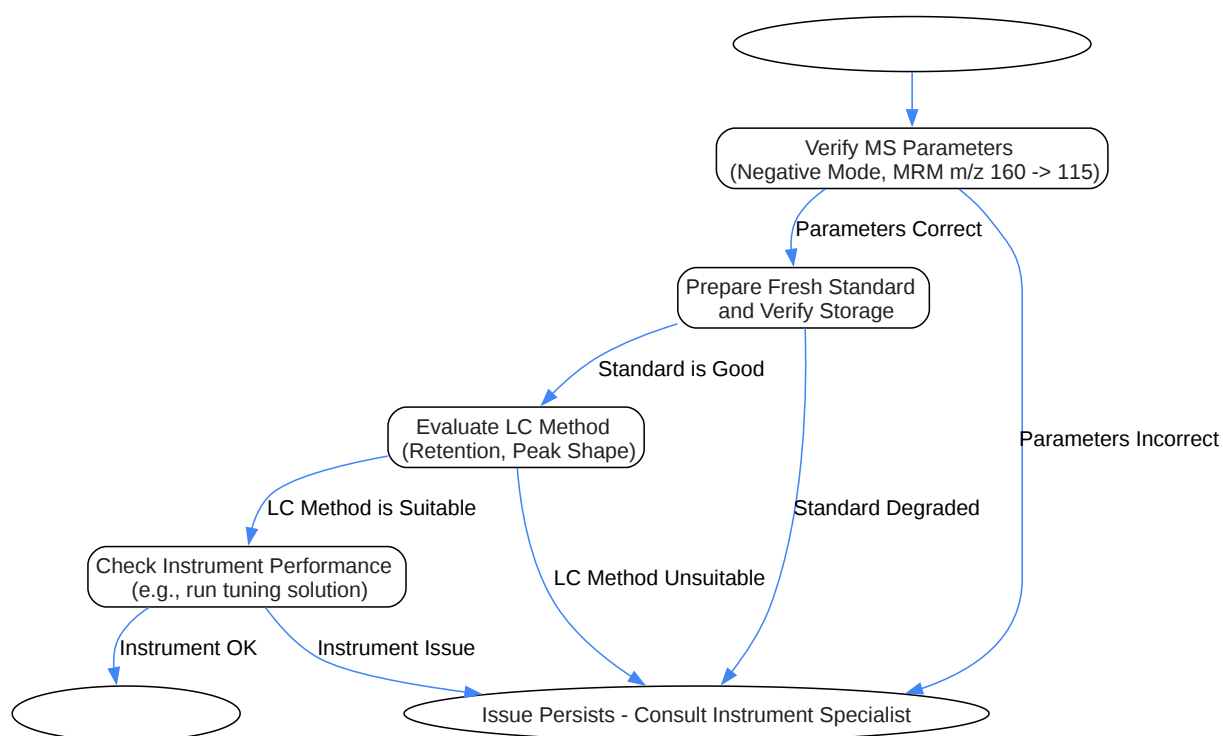 Verify MS Parameters
(Negative Mode, MRM m/z 160 -> 115)
Parameters Correct
Prepare Fresh Standard
and Verify Storage
Standard is Good
Evaluate LC Method
(Retention, Peak Shape)
Parameters Incorrect
LC Method is Suitable
Standard Degraded
Check Instrument Performance
(e.g., run tuning solution)
LC Method Unsuitable
Instrument OK
Instrument Issue
Issue Persists - Consult Instrument Specialist